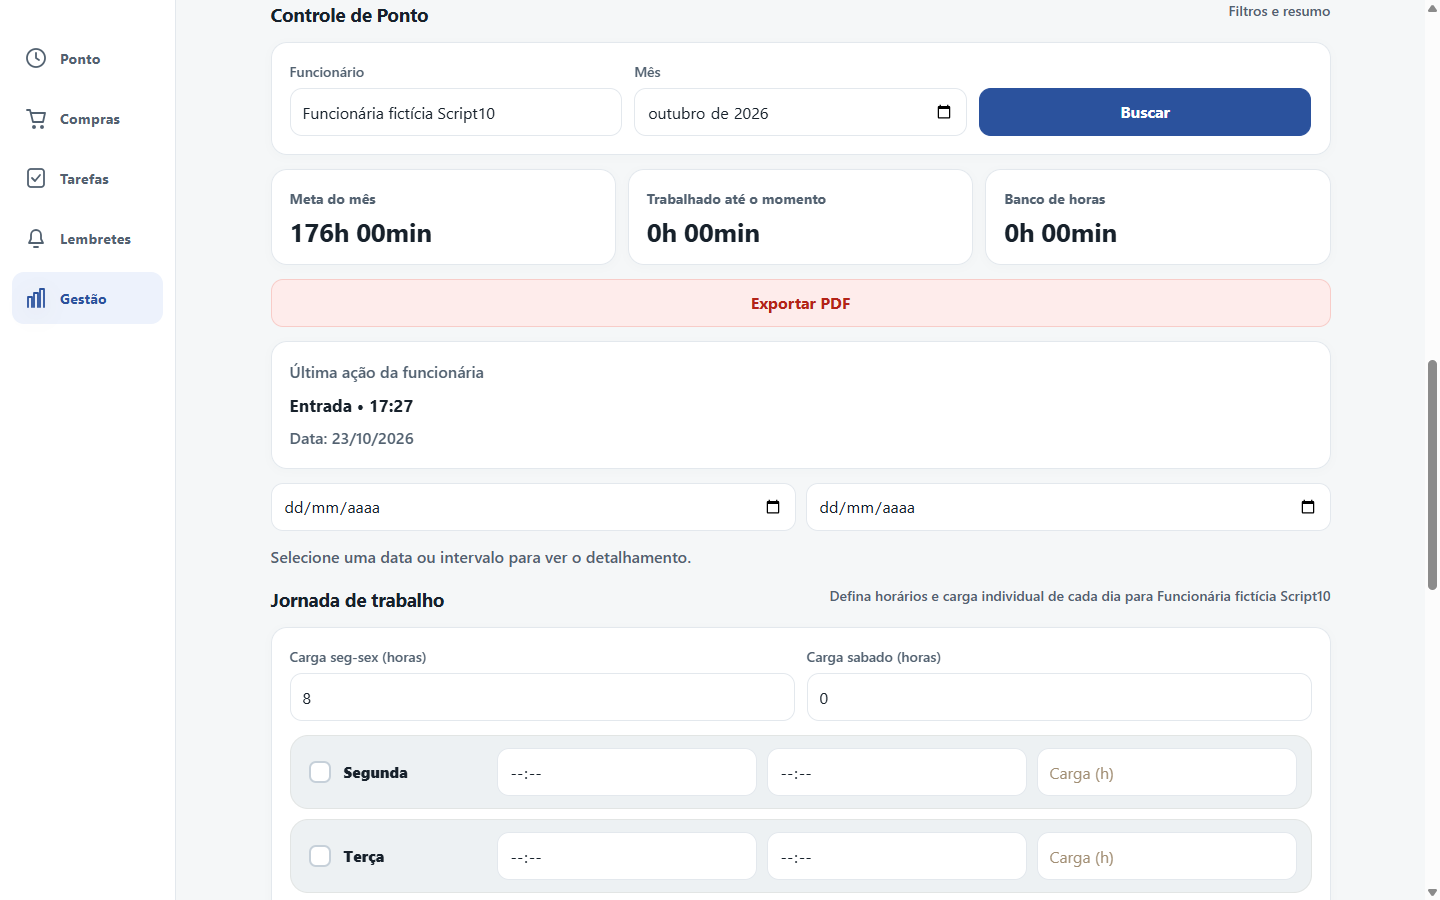 Ponto
Compras
Tarefas
Lembretes
Gestão
Controle de Ponto
Filtros e resumo
Funcionário
Mês
Funcionária fictícia Script10
outubro de 2026
Buscar
Meta do mês
176h 00min
Trabalhado até o momento
0h 00min
Banco de horas
0h 00min
Exportar PDF
Última ação da funcionária
Entrada • 17:27
Data: 23/10/2026
dd/mm/aaaa
dd/mm/aaaa
Selecione uma data ou intervalo para ver o detalhamento.
Jornada de trabalho
Defina horários e carga individual de cada dia para Funcionária fictícia Script10
Carga seg-sex (horas)
Carga sabado (horas)
8
0
Segunda
--:--
--:--
Carga (h)
Terça
--:--
--:--
Carga (h)